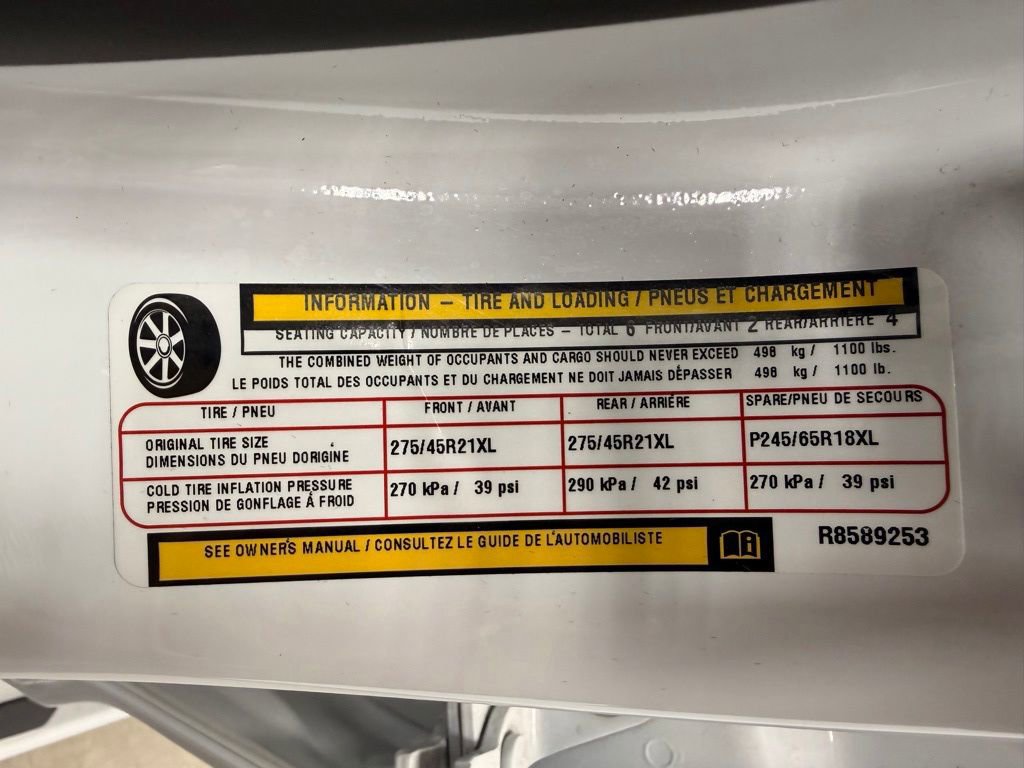 INFORMATION – TIRE AND LOADING / PNEUS ET CHARGEMENT
SEATING CAPACITY / NOMBRE DE PLACES – TOTAL 6 FRONT/AVANT 2 REAR/ARRIÈRE 4
THE COMBINED WEIGHT OF OCCUPANTS AND CARGO SHOULD NEVER EXCEED 498 kg / 1100 lbs.
LE POIDS TOTAL DES OCCUPANTS ET DU CHARGEMENT NE DOIT JAMAIS DÉPASSER 498 kg / 1100 lb.
TIRE / PNEU FRONT / AVANT REAR / ARRIÉRE SPARE/PNEU DE SECOURS
ORIGINAL TIRE SIZE
DIMENSIONS DU PNEU D'ORIGINE
275/45R21XL 275/45R21XL P245/65R18XL
COLD TIRE INFLATION PRESSURE
PRESSION DE GONFLAGE Á FROID
270 kPa / 39 psi 290 kPa / 42 psi 270 kPa / 39 psi
SEE OWNER'S MANUAL / CONSULTEZ LE GUIDE DE L'AUTOMOBILISTE
R8589253